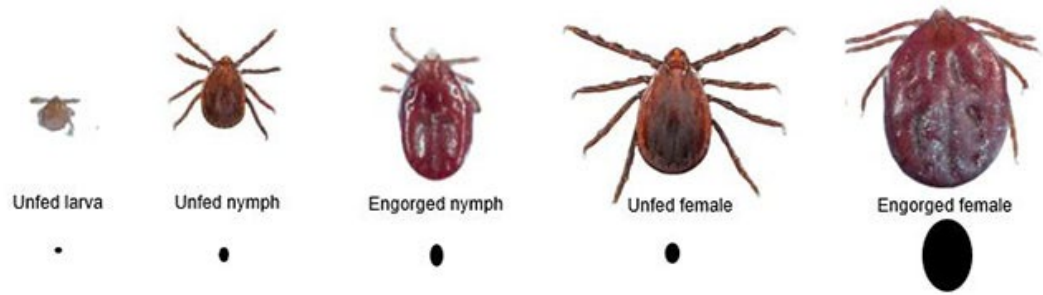 Unfed larva
Unfed nymph
Engorged nymph
Unfed female
Engorged female